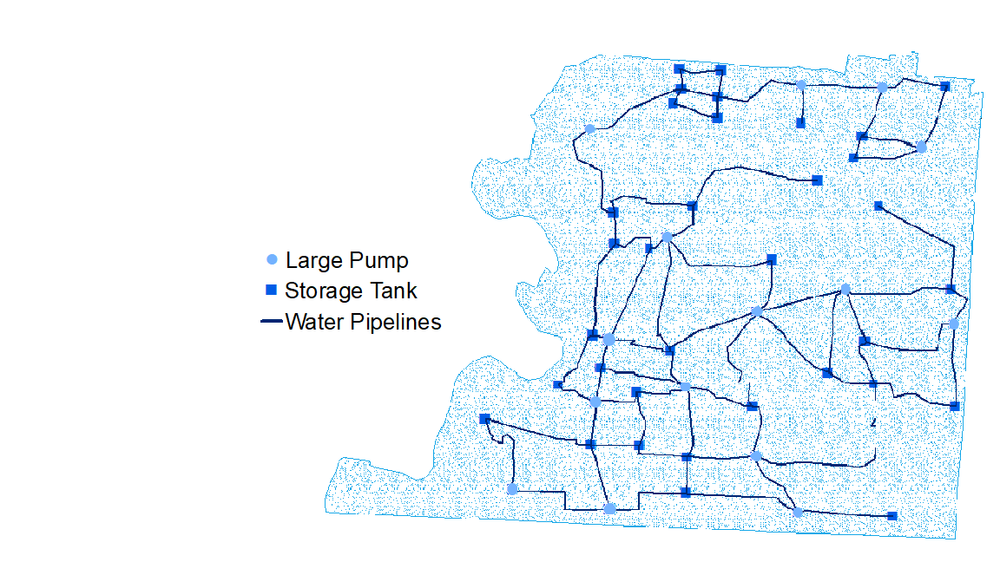 Large Pump
Storage Tank
Water Pipelines